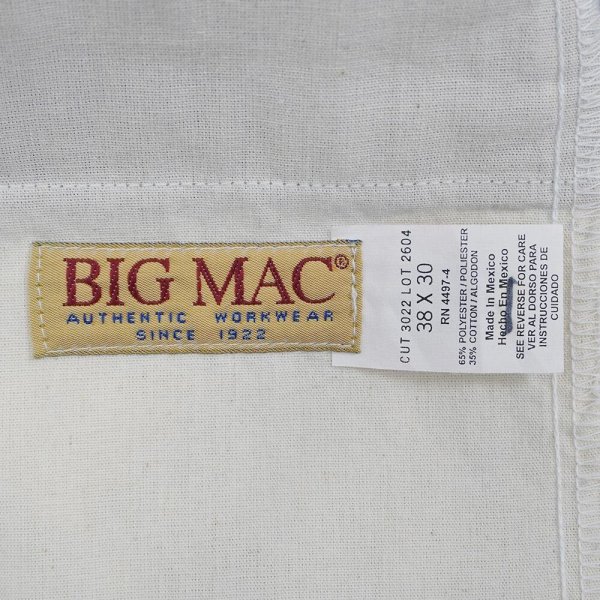 BIG MAC®
AUTHENTIC WORKWEAR
SINCE 1922
CUT 3022 LOT 2604
38 X 30
RN 4497-4
65% POLYESTER / POLIESTER
35% COTTON / ALGODON
Made In Mexico
Hecho En Mexico
SEE REVERSE FOR CARE
VER AL DORSO PARA
INSTRUCCIONES DE
CUIDADO